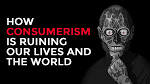 HOW
CONSUMERISM
IS RUINING
OUR LIVES AND
THE WORLD